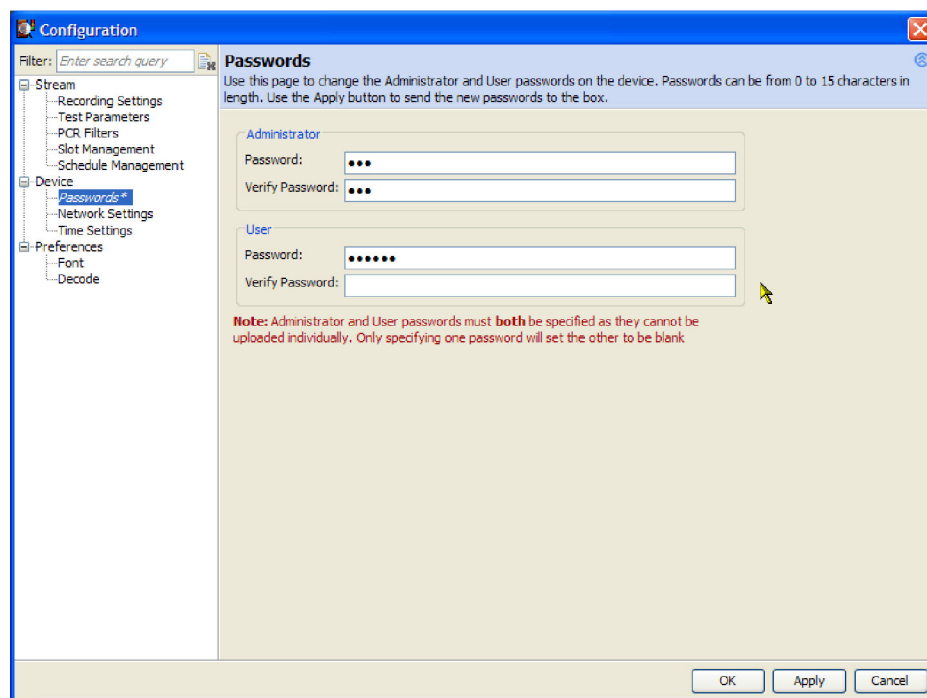 Configuration
Filter: Enter search query
Stream
Recording Settings
Test Parameters
PCR Filters
Slot Management
Schedule Management
Device
Passwords*
Network Settings
Time Settings
Preferences
Font
Decode
Passwords
Use this page to change the Administrator and User passwords on the device. Passwords can be from 0 to 15 characters in
length. Use the Apply button to send the new passwords to the box.
Administrator
Password: •••
Verify Password: •••
User
Password: ••••••
Verify Password:
Note: Administrator and User passwords must both be specified as they cannot be
uploaded individually. Only specifying one password will set the other to be blank
OK Apply Cancel